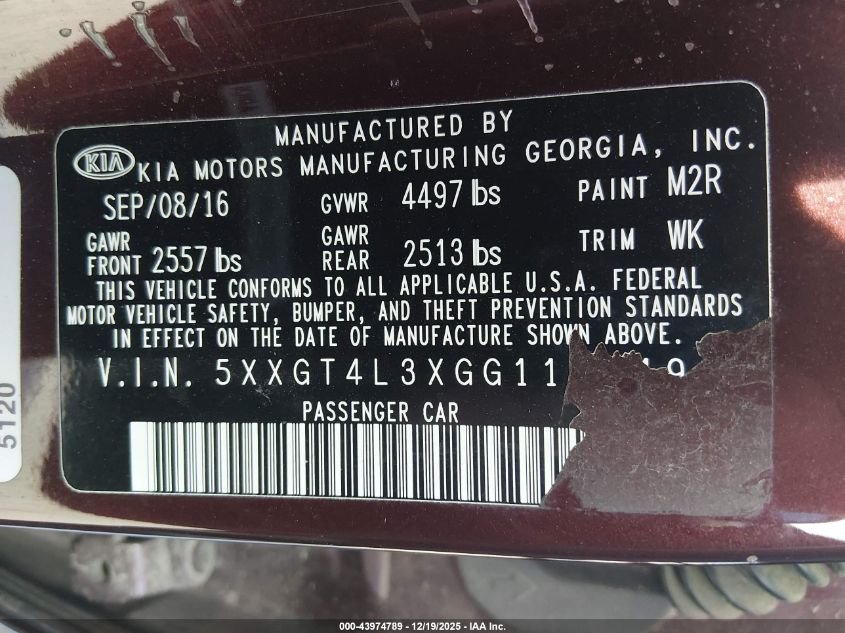 MANUFACTURED BY
KIA KIA MOTORS MANUFACTURING GEORGIA, INC.
SEP/08/16 GVWR 4497 lbs PAINT M2R
GAWR FRONT 2557 lbs GAWR REAR 2513 lbs TRIM WK
THIS VEHICLE CONFORMS TO ALL APPLICABLE U.S.A. FEDERAL
MOTOR VEHICLE SAFETY, BUMPER, AND THEFT PREVENTION STANDARDS
IN EFFECT ON THE DATE OF MANUFACTURE SHOWN ABOVE.
V.I.N. 5XXGT4L3XGG11 19
PASSENGER CAR
5120
000-43974789 - 12/19/2025 - IAA Inc.